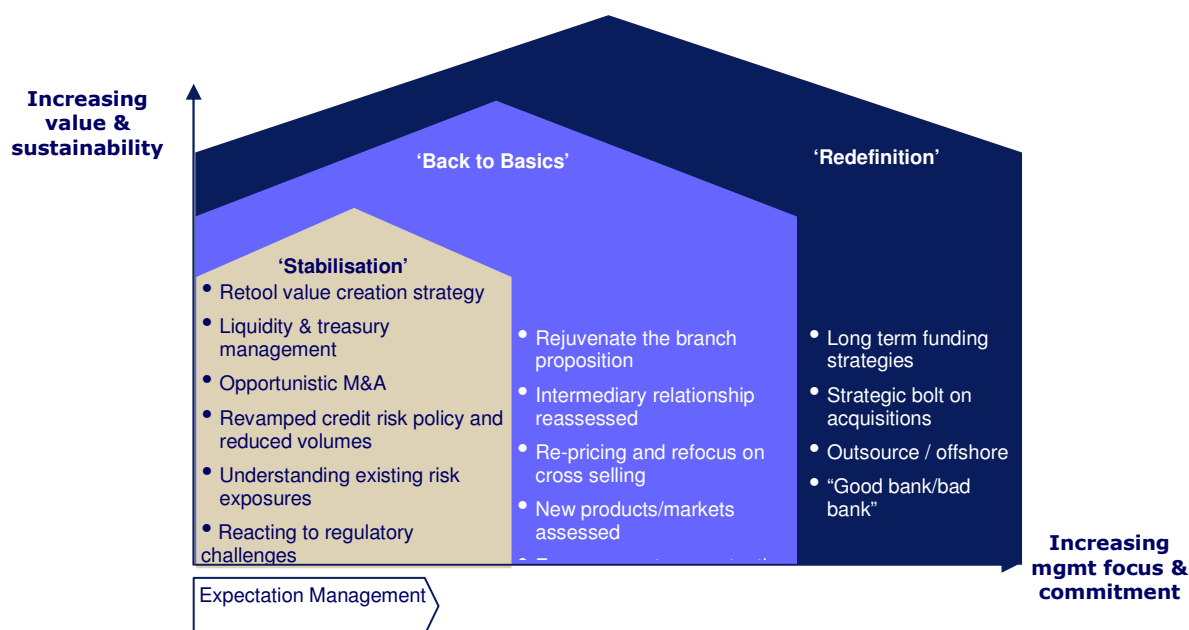 Increasing
value &
sustainability
‘Back to Basics’
‘Redefinition’
‘Stabilisation’
• Retool value creation strategy
• Liquidity & treasury
management
• Opportunistic M&A
• Revamped credit risk policy and
reduced volumes
• Understanding existing risk
exposures
• Reacting to regulatory
challenges
• Rejuvenate the branch
proposition
• Intermediary relationship
reassessed
• Re-pricing and refocus on
cross selling
• New products/markets
assessed
• Long term funding
strategies
• Strategic bolt on
acquisitions
• Outsource / offshore
• “Good bank/bad
bank”
Increasing
mgmt focus &
commitment
Expectation Management